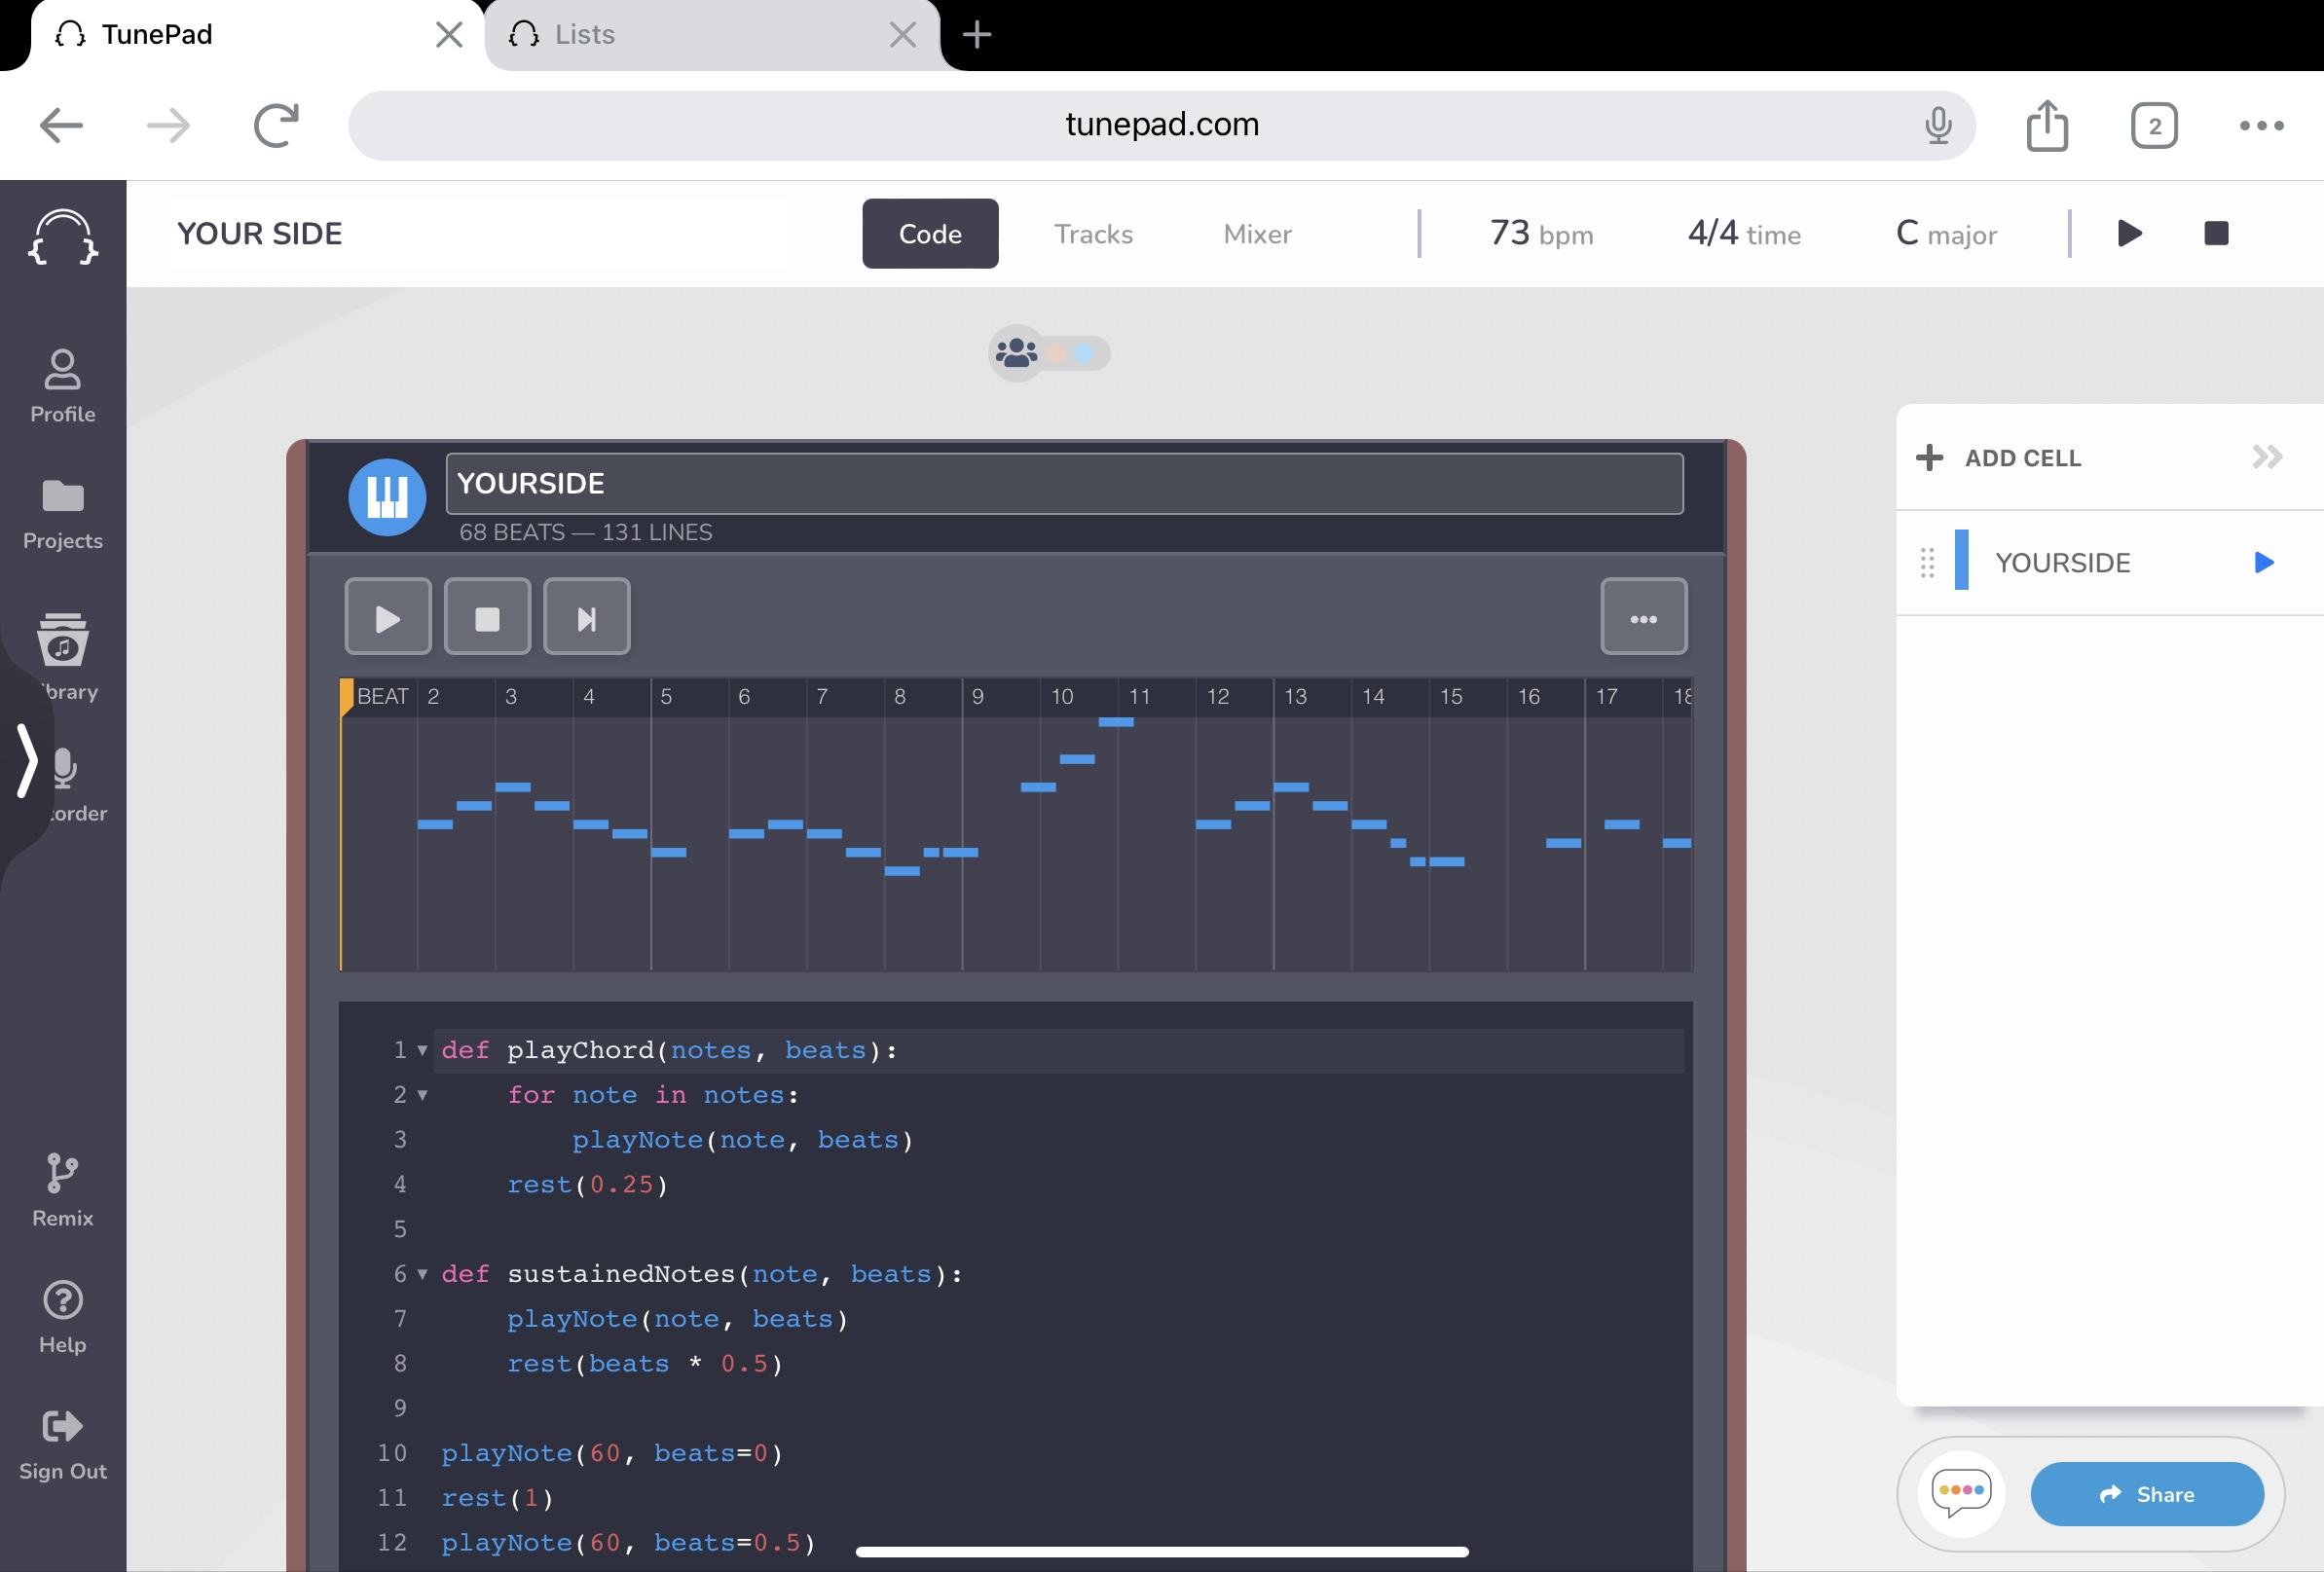 TunePad
Lists
tunepad.com
2
YOUR SIDE
Code
Tracks
Mixer
73 bpm
4/4 time
C major
Profile
Projects
brary
order
Remix
Help
Sign Out
YOURSIDE
68 BEATS — 131 LINES
BEAT 2 3 4 5 6 7 8 9 10 11 12 13 14 15 16 17 18
1 def playChord(notes, beats):
2     for note in notes:
3         playNote(note, beats)
4     rest(0.25)
5
6 def sustainedNotes(note, beats):
7     playNote(note, beats)
8     rest(beats * 0.5)
9
10 playNote(60, beats=0)
11 rest(1)
12 playNote(60, beats=0.5)
ADD CELL
YOURSIDE
Share